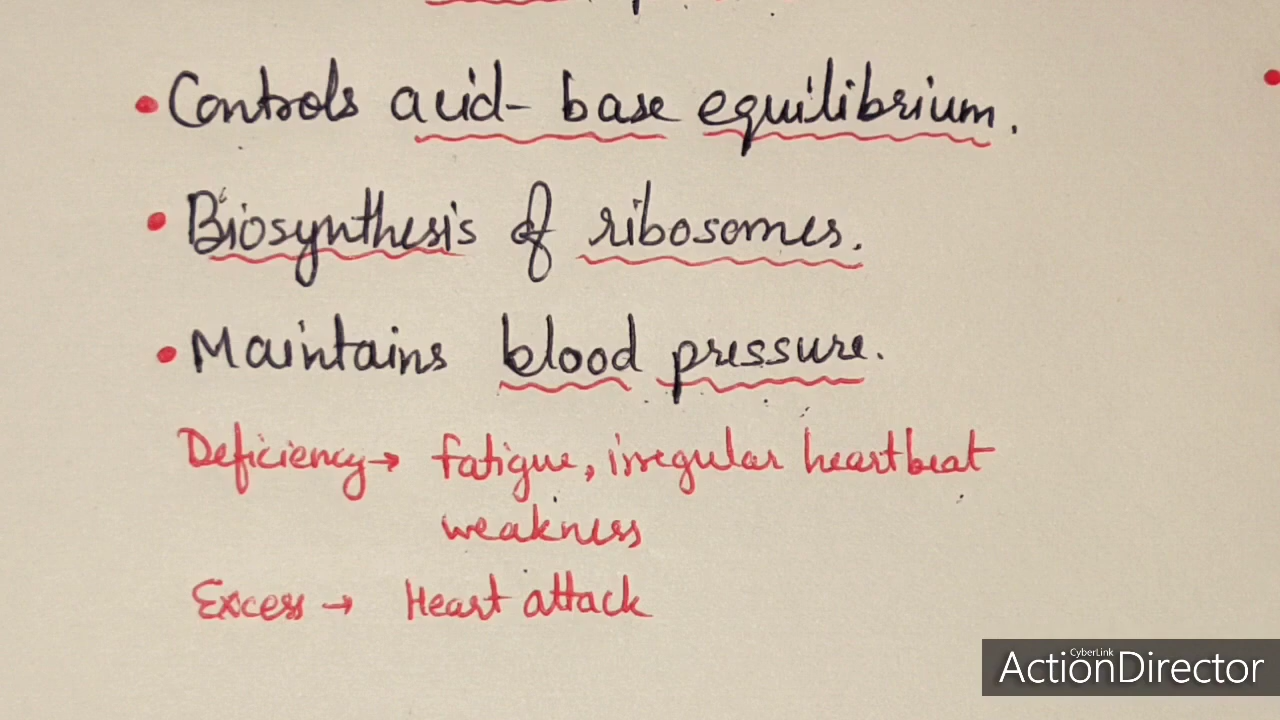 • Controls acid- base equilibrium.
• Biosynthesis of ribosomes.
• Maintains blood pressure.
Deficiency → fatigue, irregular heartbeat
weakness
Excess → Heart attack
CyberLink
ActionDirector